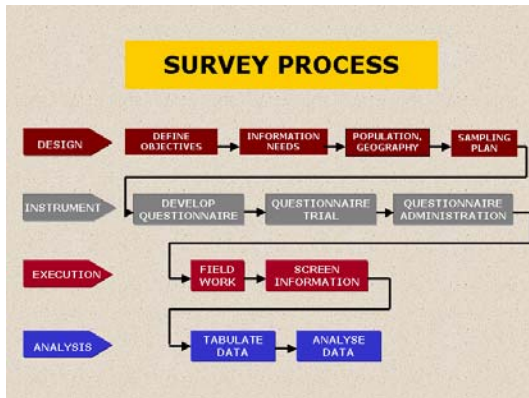 SURVEY PROCESS
DESIGN
DEFINE
OBJECTIVES
INFORMATION
NEEDS
POPULATION,
GEOGRAPHY
SAMPLING
PLAN
INSTRUMENT
DEVELOP
QUESTIONNAIRE
QUESTIONNAIRE
TRIAL
QUESTIONNAIRE
ADMINISTRATION
EXECUTION
FIELD
WORK
SCREEN
INFORMATION
ANALYSIS
TABULATE
DATA
ANALYSE
DATA